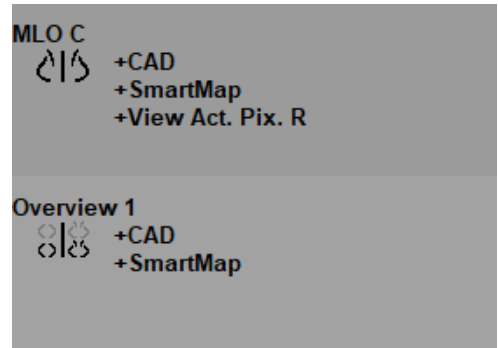 MLO C
+CAD
+SmartMap
+View Act. Pix. R
Overview 1
+CAD
+SmartMap